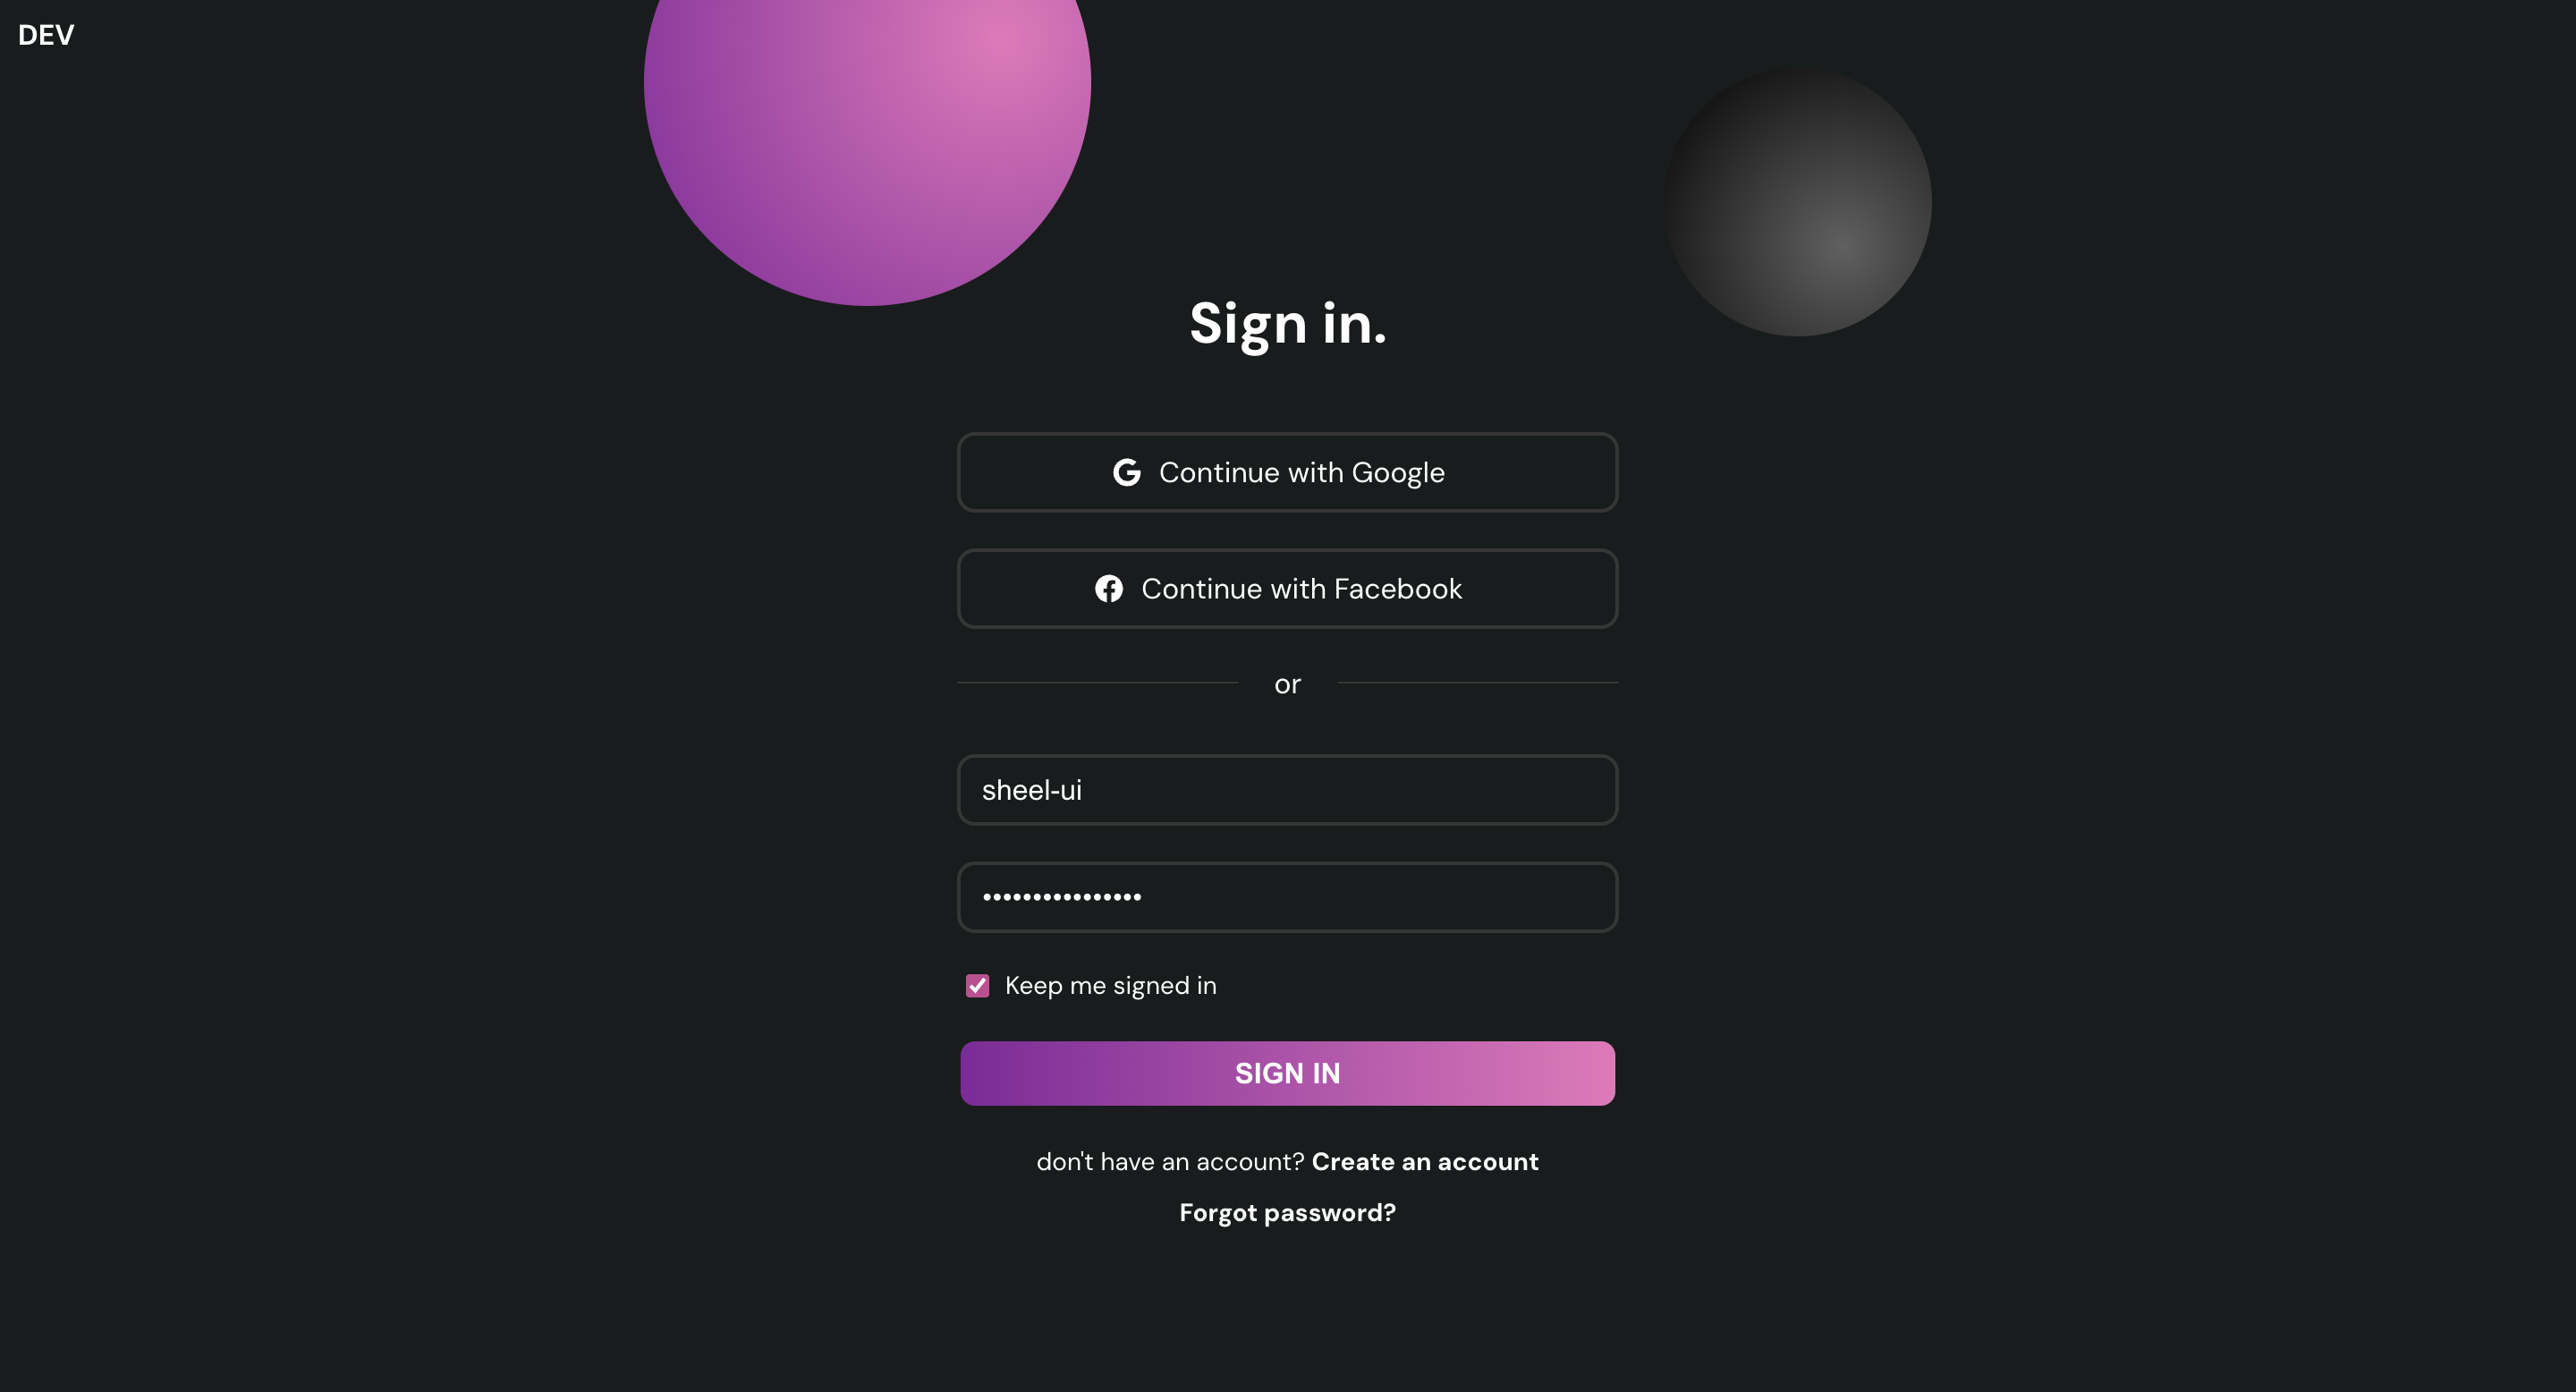 DEV
Sign in.
Continue with Google
Continue with Facebook
or
sheel-ui
••••••••••••••••
Keep me signed in
SIGN IN
don't have an account? Create an account
Forgot password?